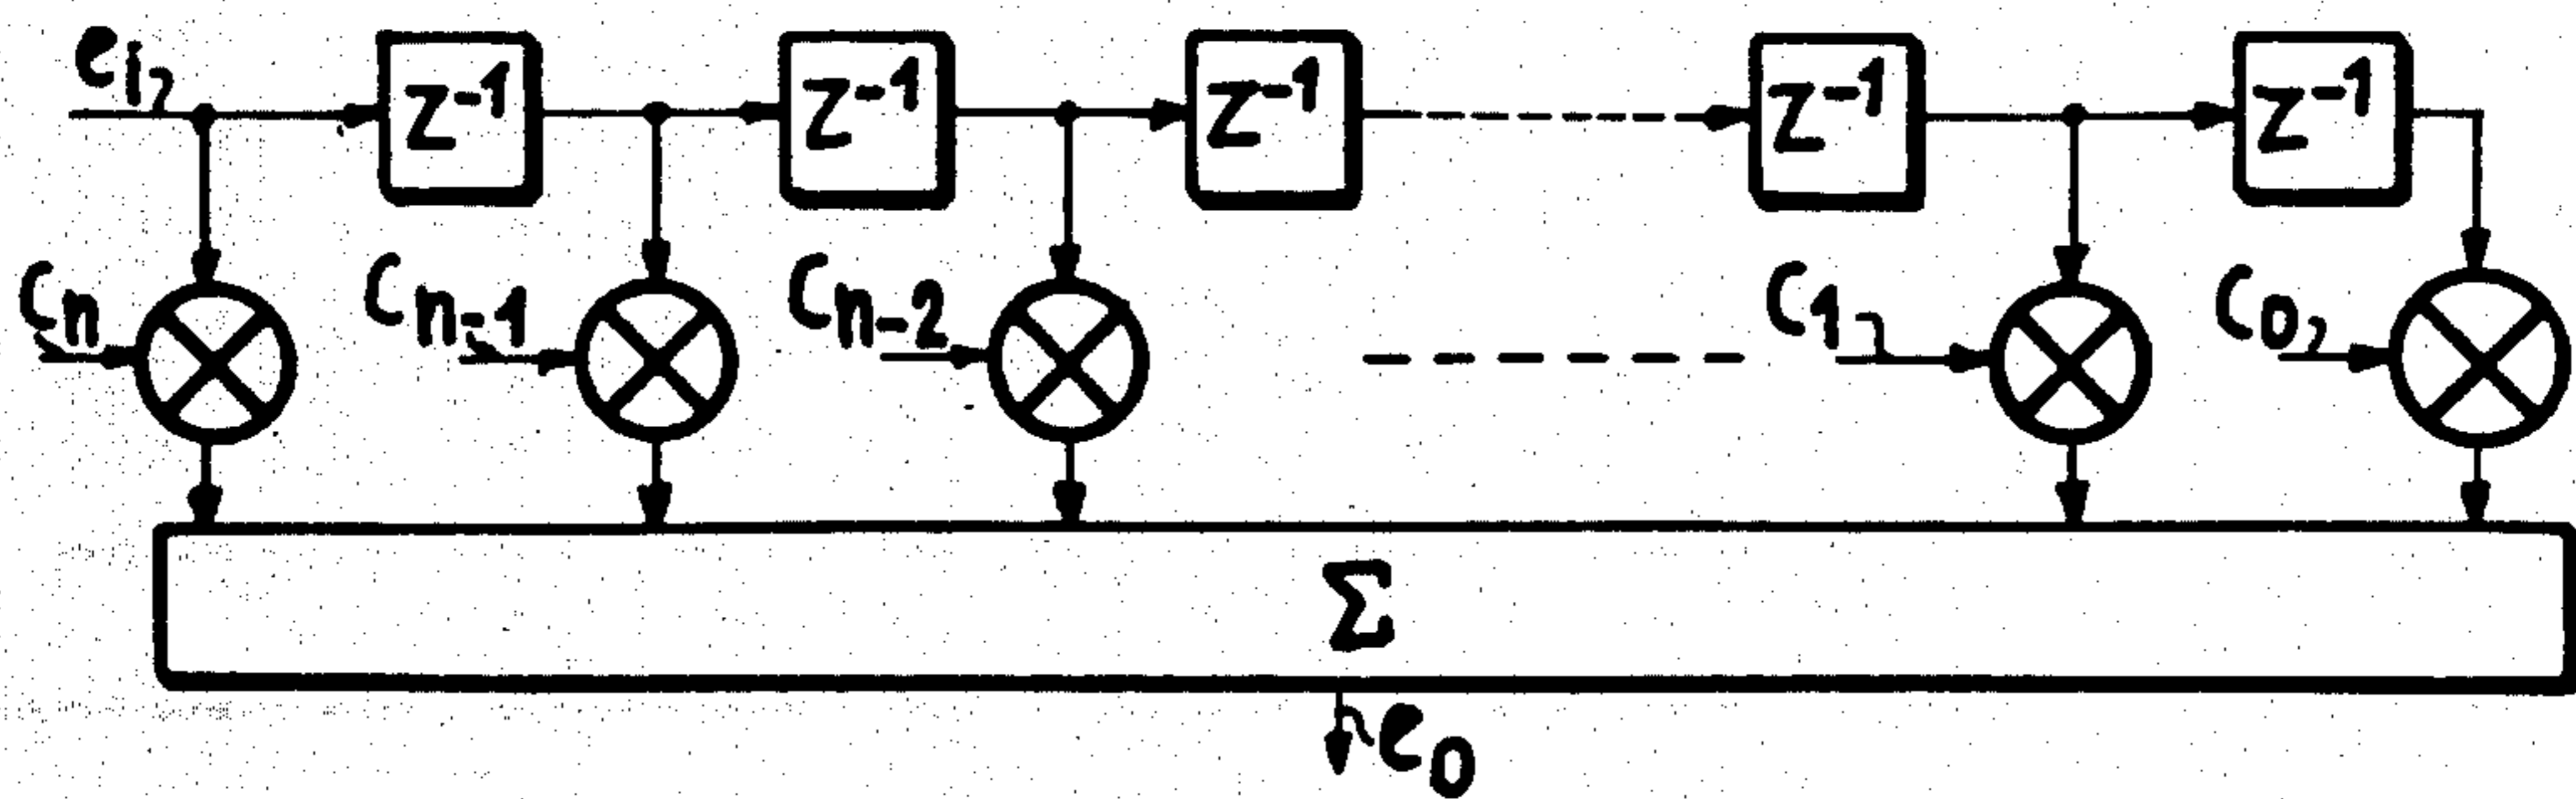 eᵢ
Z⁻¹ Z⁻¹ Z⁻¹ Z⁻¹ Z⁻¹
Cₙ Cₙ₋₁ Cₙ₋₂ C₁ C₀
Σ
e₀